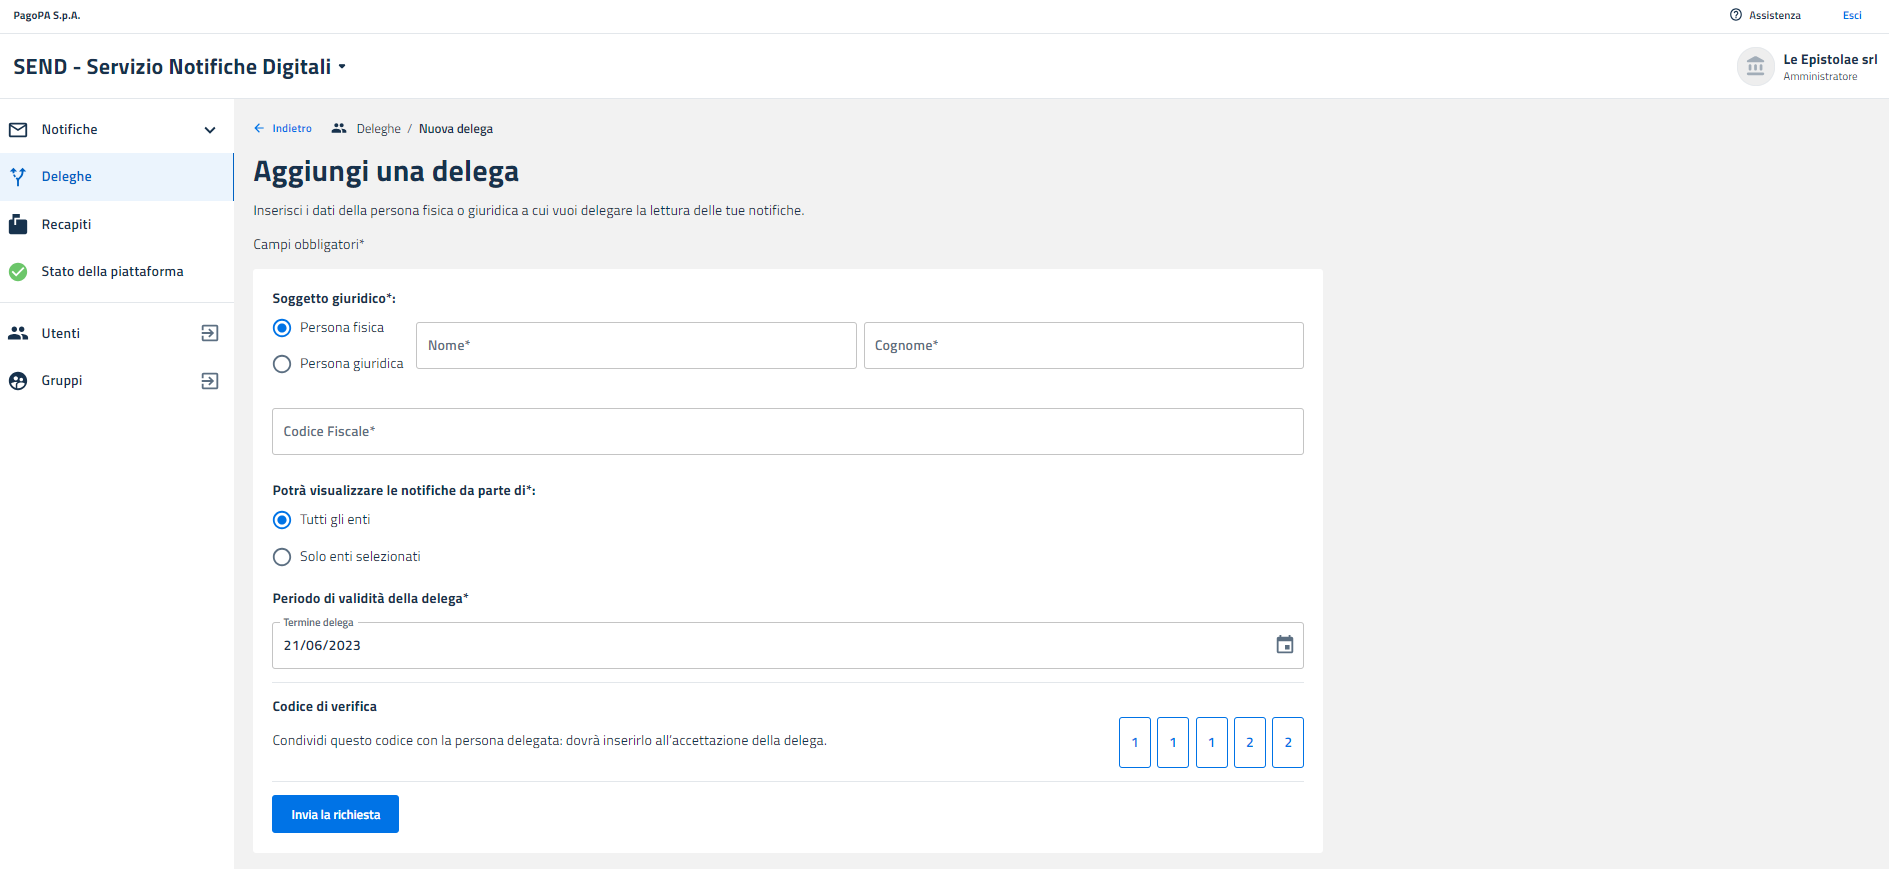 PagoPA S.p.A.
Assistenza
Esci
SEND - Servizio Notifiche Digitali
Le Epistolae srl
Amministratore
Notifiche
Deleghe
Recapiti
Stato della piattaforma
Utenti
Gruppi
Indietro
Deleghe / Nuova delega
Aggiungi una delega
Inserisci i dati della persona fisica o giuridica a cui vuoi delegare la lettura delle tue notifiche.
Campi obbligatori*
Soggetto giuridico*:
Persona fisica
Persona giuridica
Nome*
Cognome*
Codice Fiscale*
Potrà visualizzare le notifiche da parte di*:
Tutti gli enti
Solo enti selezionati
Periodo di validità della delega*
Termine delega
21/06/2023
Codice di verifica
Condividi questo codice con la persona delegata: dovrà inserirlo all'accettazione della delega.
1 1 1 2 2
Invia la richiesta